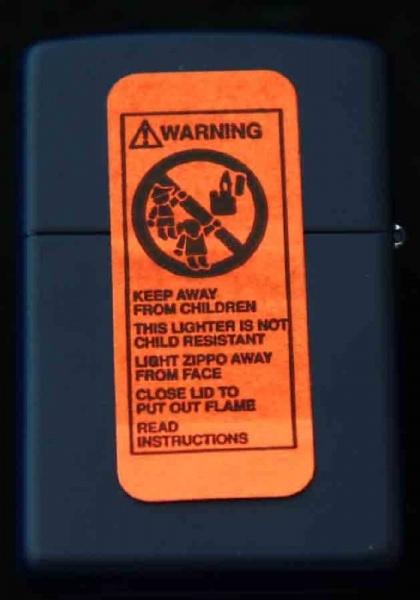 WARNING
KEEP AWAY
FROM CHILDREN
THIS LIGHTER IS NOT
CHILD RESISTANT
LIGHT ZIPPO AWAY
FROM FACE
CLOSE LID TO
PUT OUT FLAME
READ
INSTRUCTIONS